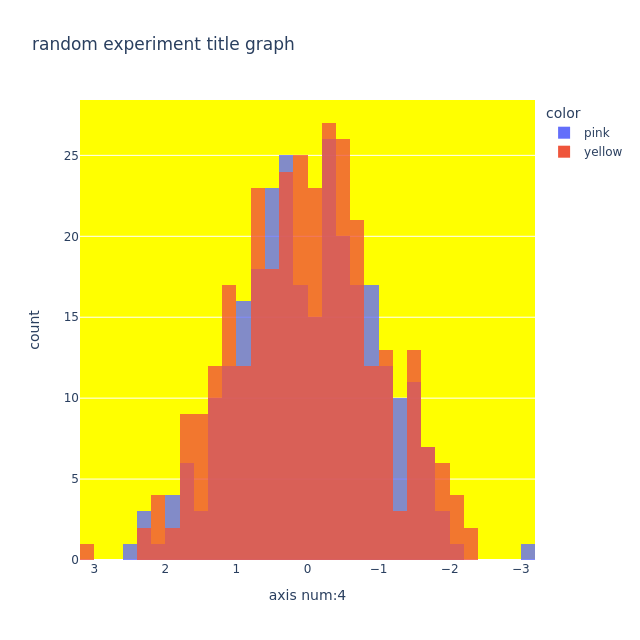 random experiment title graph
color
pink
yellow
25
20
15
10
5
0
count
3
2
1
0
−1
−2
−3
axis num:4